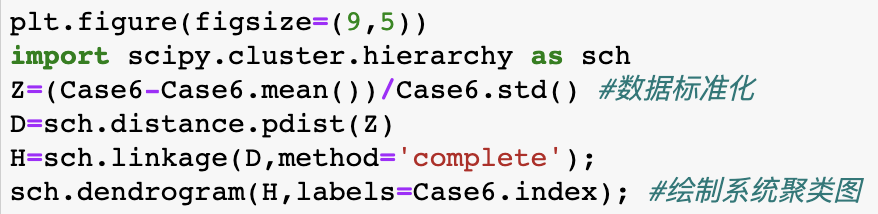 plt.figure(figsize=(9,5))
import scipy.cluster.hierarchy as sch
Z=(Case6-Case6.mean())/Case6.std() #数据标准化
D=sch.distance.pdist(Z)
H=sch.linkage(D,method='complete');
sch.dendrogram(H,labels=Case6.index); #绘制系统聚类图